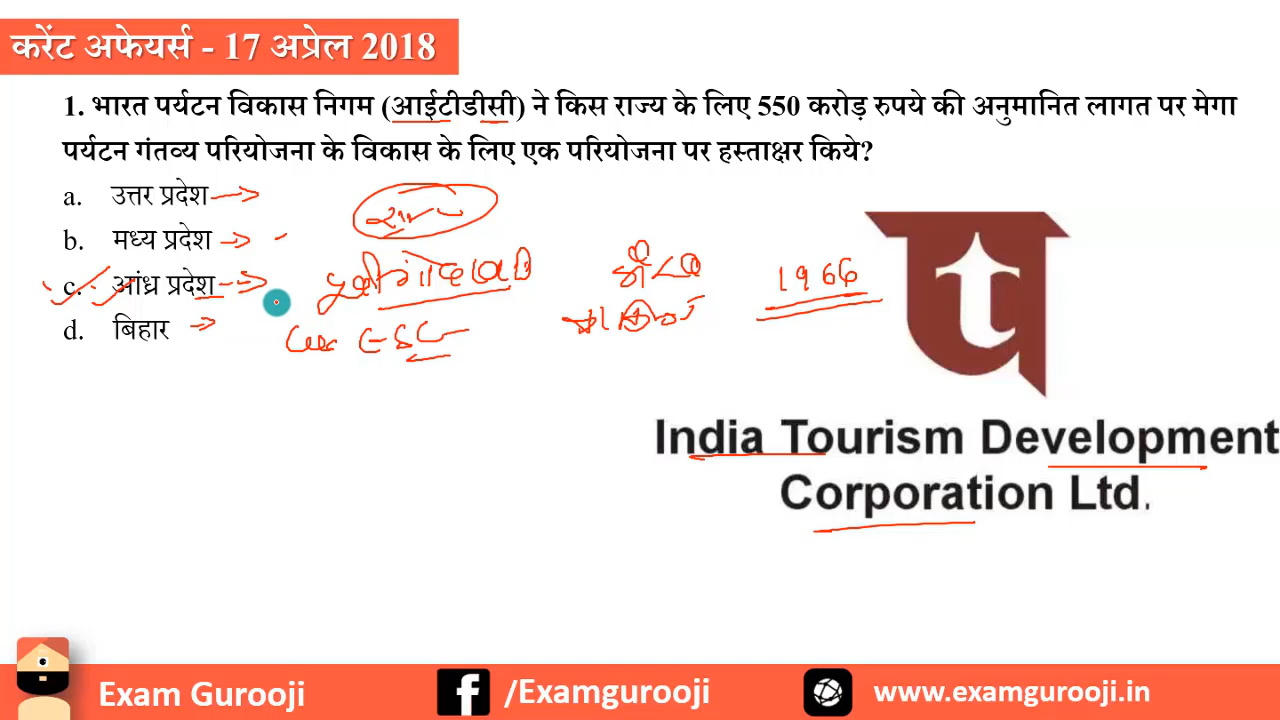 करेंट अफेयर्स - 17 अप्रेल 2018
1. भारत पर्यटन विकास निगम (आईटीडीसी) ने किस राज्य के लिए 550 करोड़ रुपये की अनुमानित लागत पर मेगा
पर्यटन गंतव्य परियोजना के विकास के लिए एक परियोजना पर हस्ताक्षर किये?
a. उत्तर प्रदेश
b. मध्य प्रदेश
c. आंध्र प्रदेश
d. बिहार
1966
India Tourism Development
Corporation Ltd.
Exam Gurooji
/Examgurooji
www.examgurooji.in